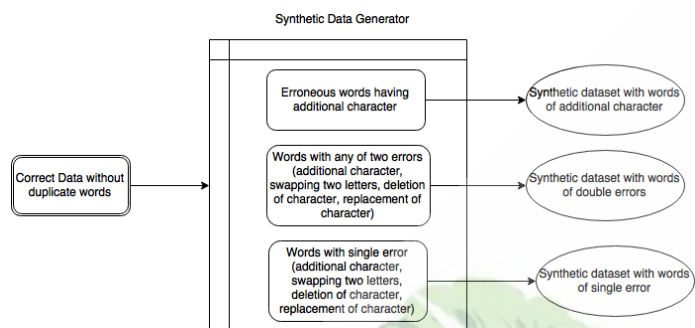 Synthetic Data Generator
Erroneous words having
additional character
Synthetic dataset with words
of additional character
Correct Data without
duplicate words
Words with any of two errors
(additional character,
swapping two letters, deletion
of character, replacement of
character)
Synthetic dataset with words
of double errors
Words with single error
(additional character,
swapping two letters,
deletion of character,
replacement of character)
Synthetic dataset with words
of single error